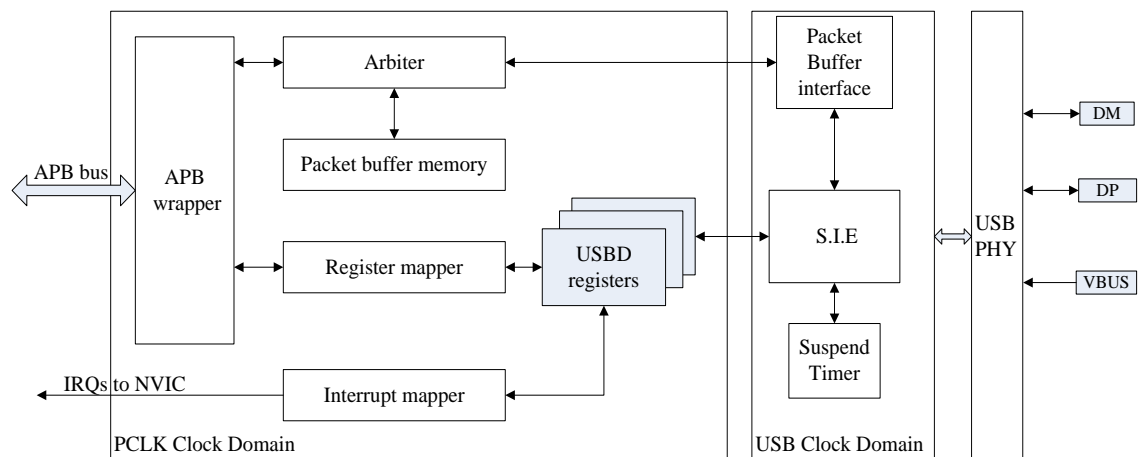 Arbiter
Packet
Buffer
interface
DM
Packet buffer memory
APB bus
APB
wrapper
DP
USBD
registers
S.I.E
USB
PHY
Register mapper
VBUS
Suspend
Timer
IRQs to NVIC
Interrupt mapper
PCLK Clock Domain
USB Clock Domain